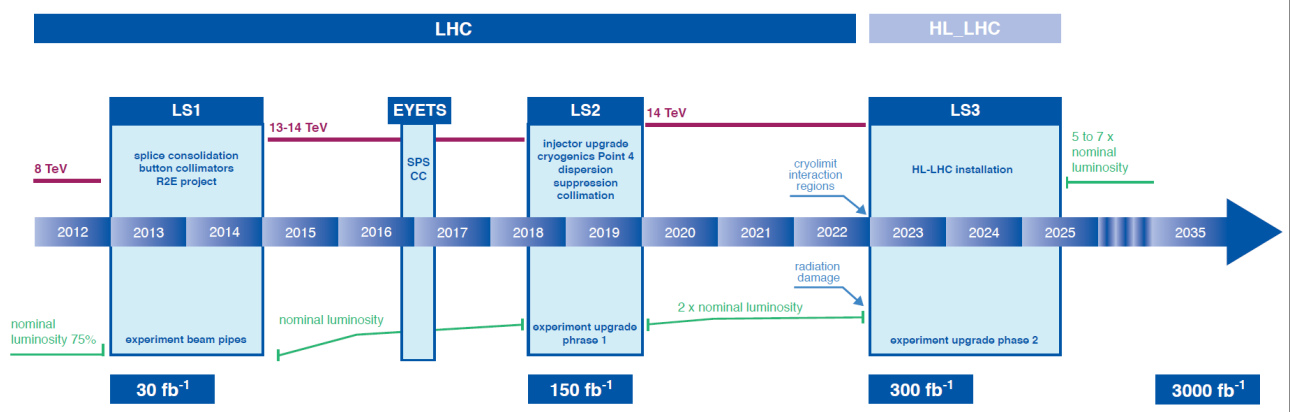 LHC
HL_LHC
LS1
EYETS
LS2
LS3
13-14 TeV
14 TeV
8 TeV
splice consolidation
button collimators
R2E project
SPS
CC
injector upgrade
cryogenics Point 4
dispersion
suppression
collimation
cryolimit
interaction
regions
HL-LHC installation
5 to 7 x
nominal
luminosity
2012
2013
2014
2015
2016
2017
2018
2019
2020
2021
2022
2023
2024
2025
2035
radiation
damage
nominal
luminosity 75%
experiment beam pipes
nominal luminosity
experiment upgrade
phrase 1
2 x nominal luminosity
experiment upgrade phase 2
30 fb-1
150 fb-1
300 fb-1
3000 fb-1